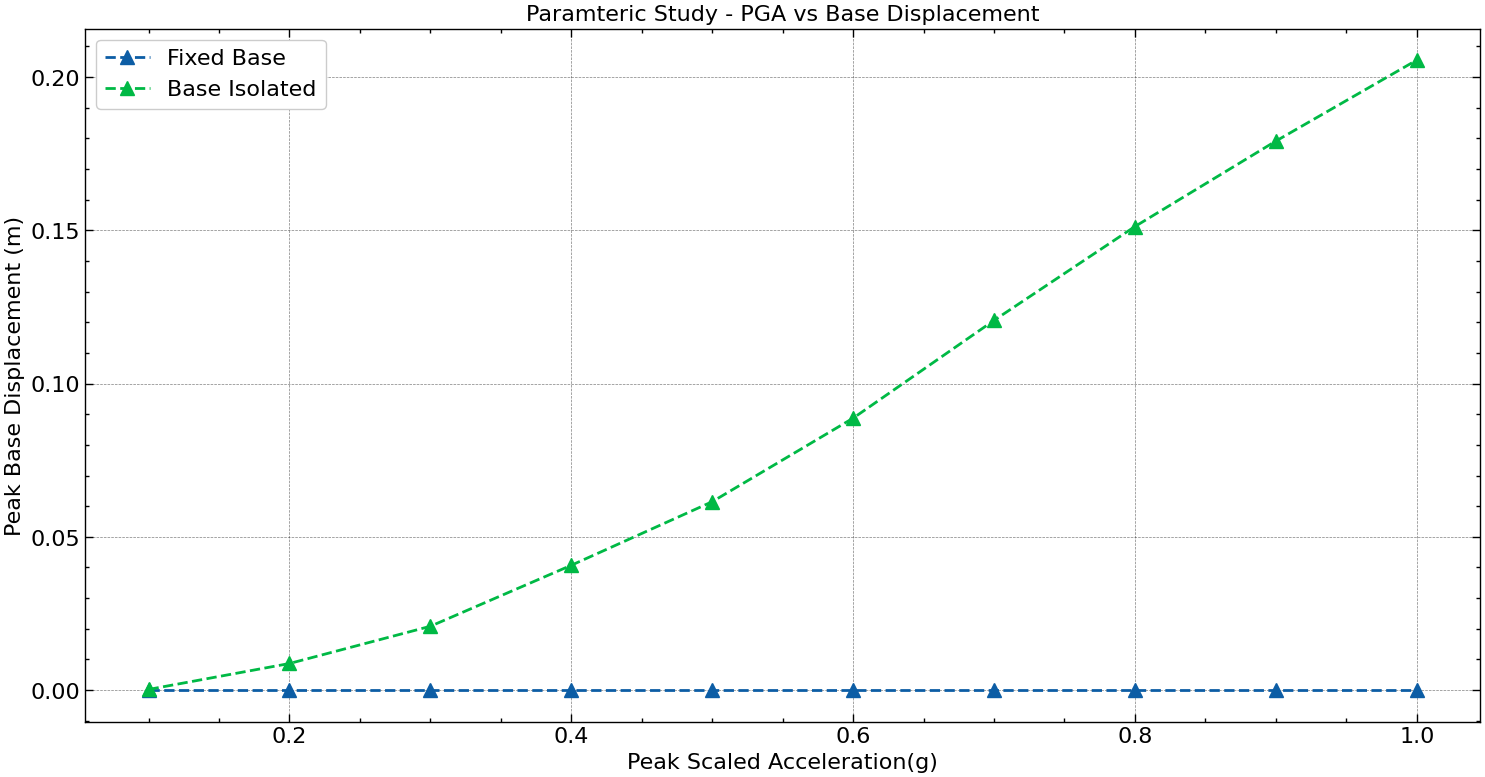 Paramteric Study - PGA vs Base Displacement
Fixed Base
Base Isolated
Peak Base Displacement (m)
0.20
0.15
0.10
0.05
0.00
0.2
0.4
0.6
0.8
1.0
Peak Scaled Acceleration(g)